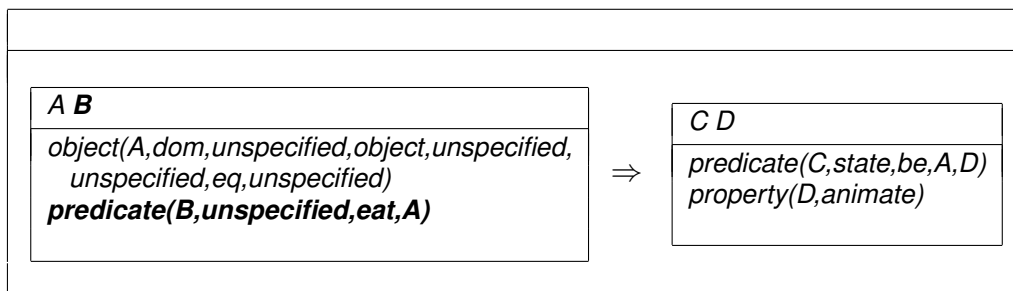 A B
object(A,dom,unspecified,object,unspecified,
unspecified,eq,unspecified)
predicate(B,unspecified,eat,A)
⇒
C D
predicate(C,state,be,A,D)
property(D,animate)